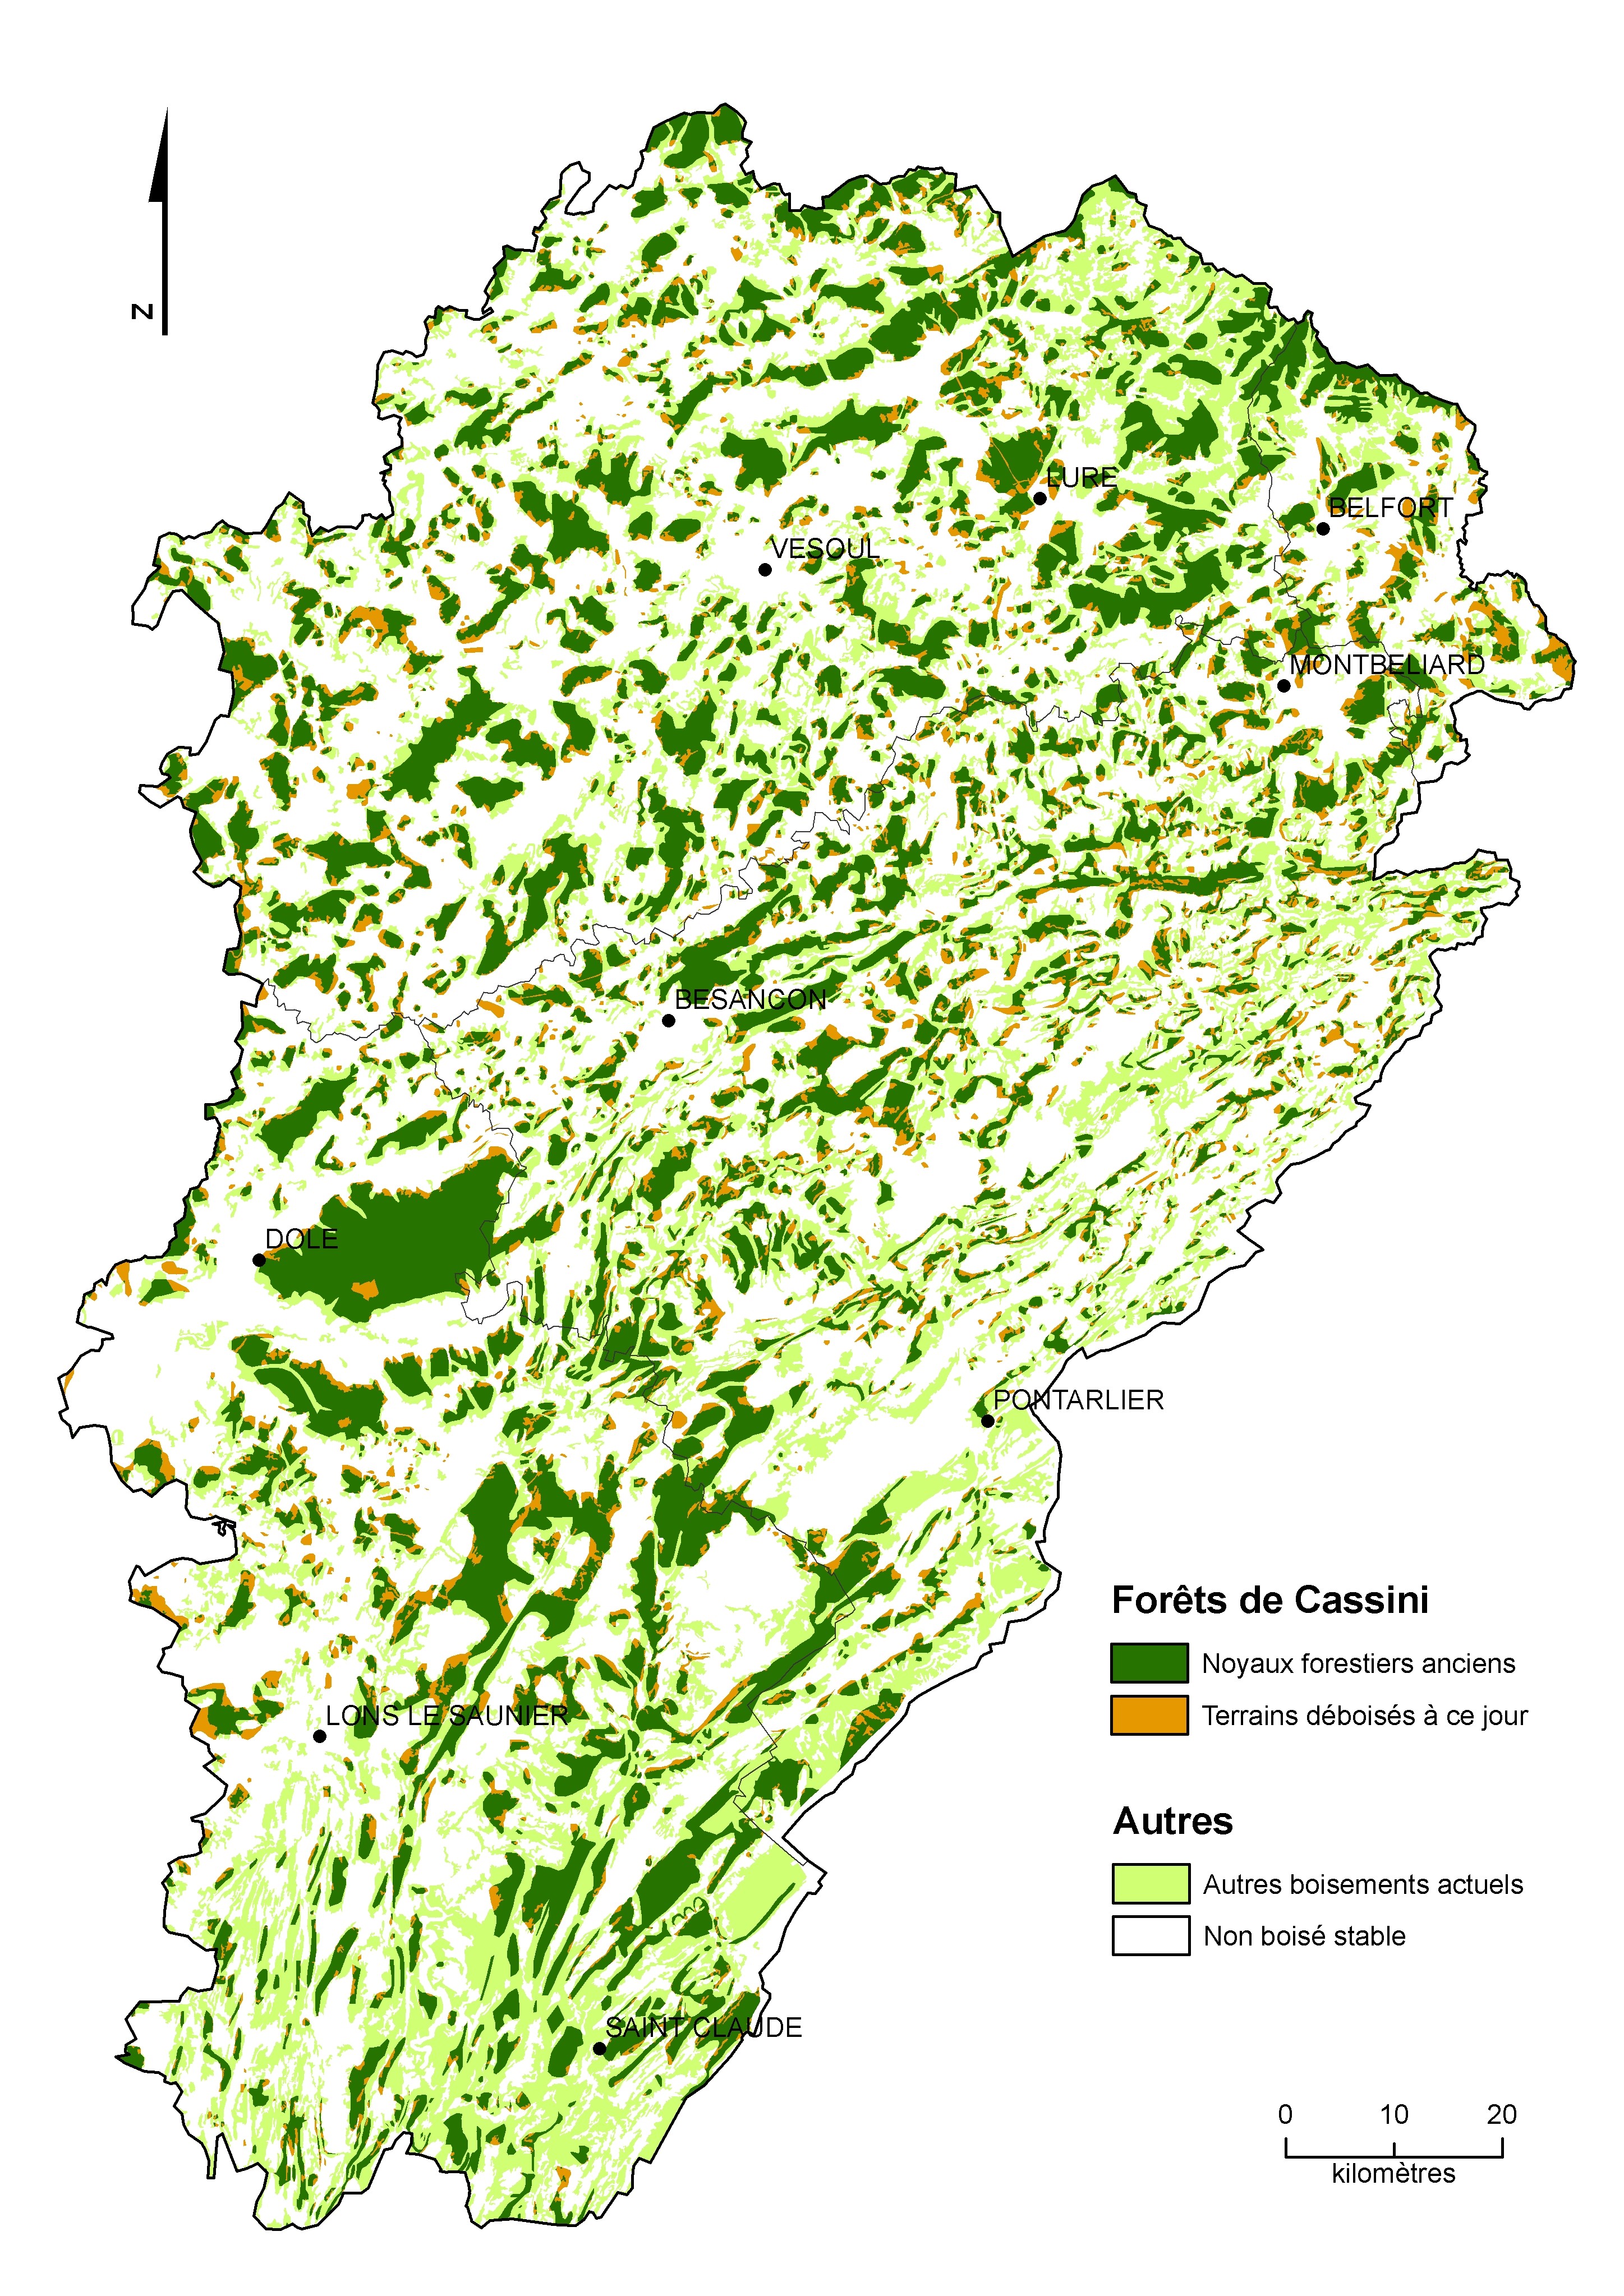 N
LURE
BELFORT
VESOUL
MONTBELIARD
BESANCON
DOLE
PONTARLIER
Forêts de Cassini
Noyaux forestiers anciens
Terrains déboisés à ce jour
LONS LE SAUNIER
Autres
Autres boisements actuels
Non boisé stable
SAINT CLAUDE
0 10 20
kilomètres